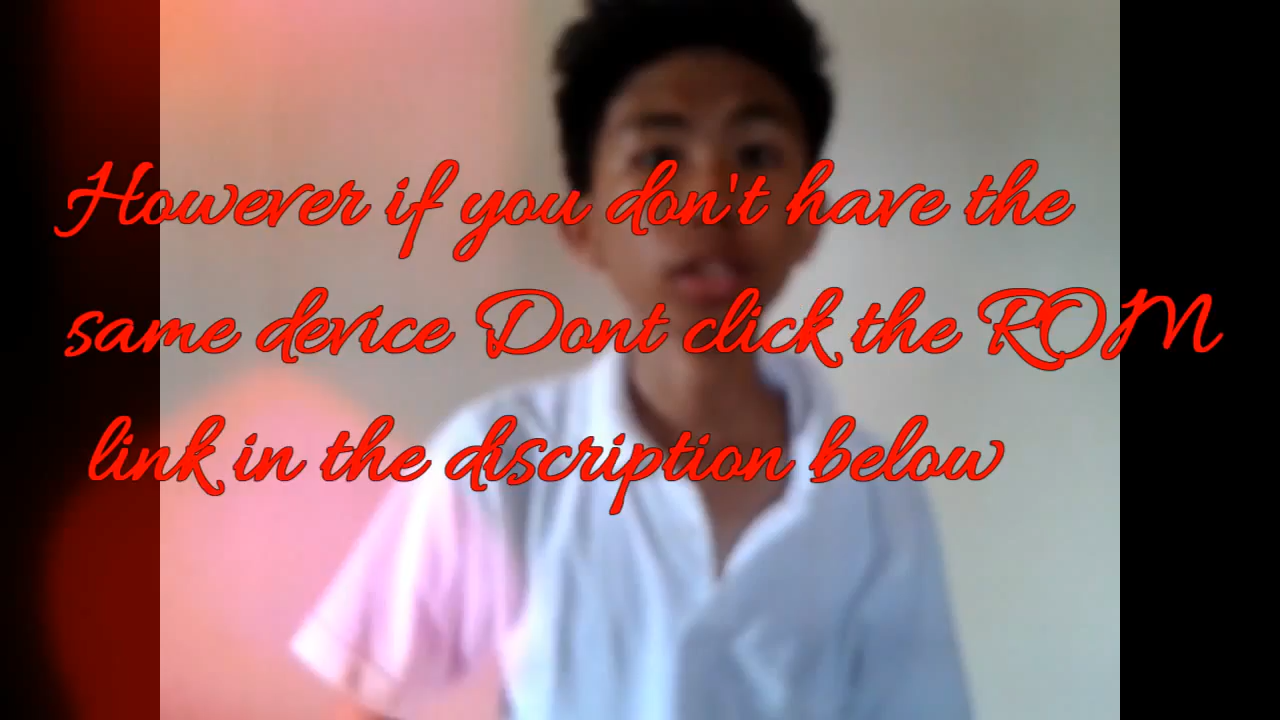 However if you don't have the
same device Dont click the ROM
link in the discription below